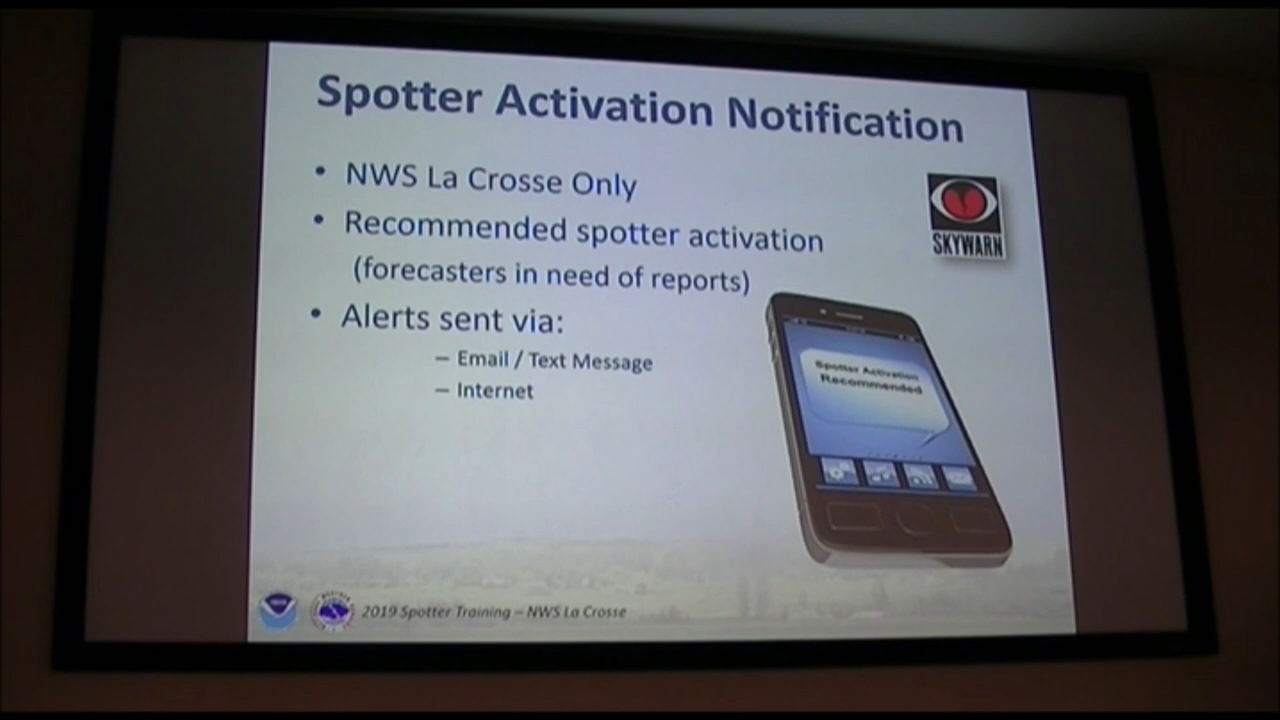 Spotter Activation Notification
• NWS La Crosse Only
• Recommended spotter activation
(forecasters in need of reports)
• Alerts sent via:
– Email / Text Message
– Internet
SKYWARN
Spotter Activation
Recommended
2019 Spotter Training – NWS La Crosse